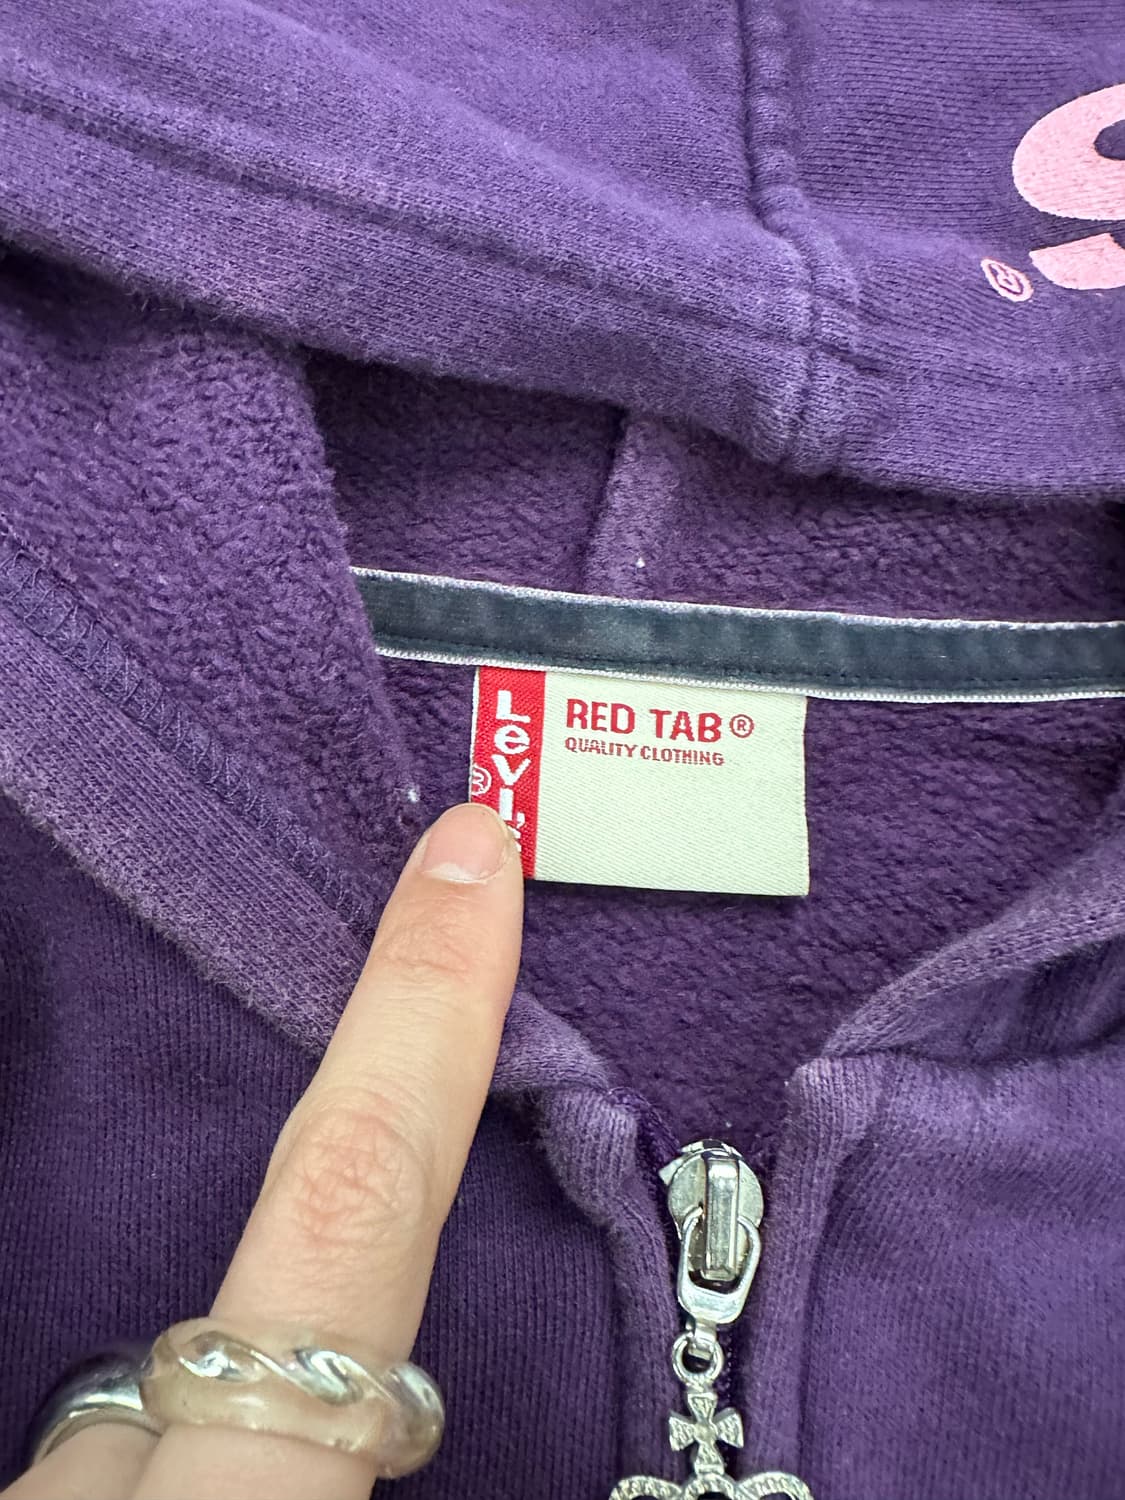 ®
Levi's
®
RED TAB®
QUALITY CLOTHING